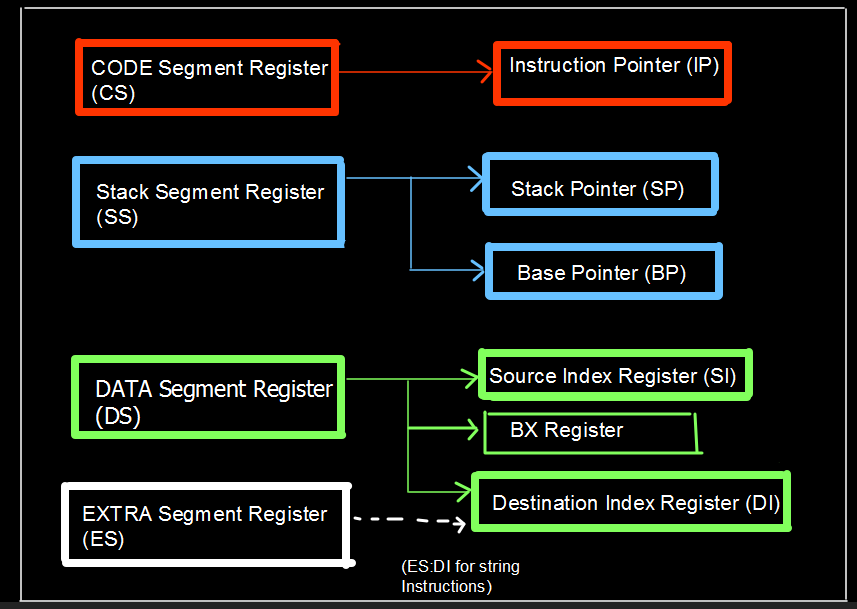 CODE Segment Register
(CS)
Instruction Pointer (IP)
Stack Segment Register
(SS)
Stack Pointer (SP)
Base Pointer (BP)
DATA Segment Register
(DS)
Source Index Register (SI)
BX Register
Destination Index Register (DI)
EXTRA Segment Register
(ES)
(ES:DI for string
Instructions)